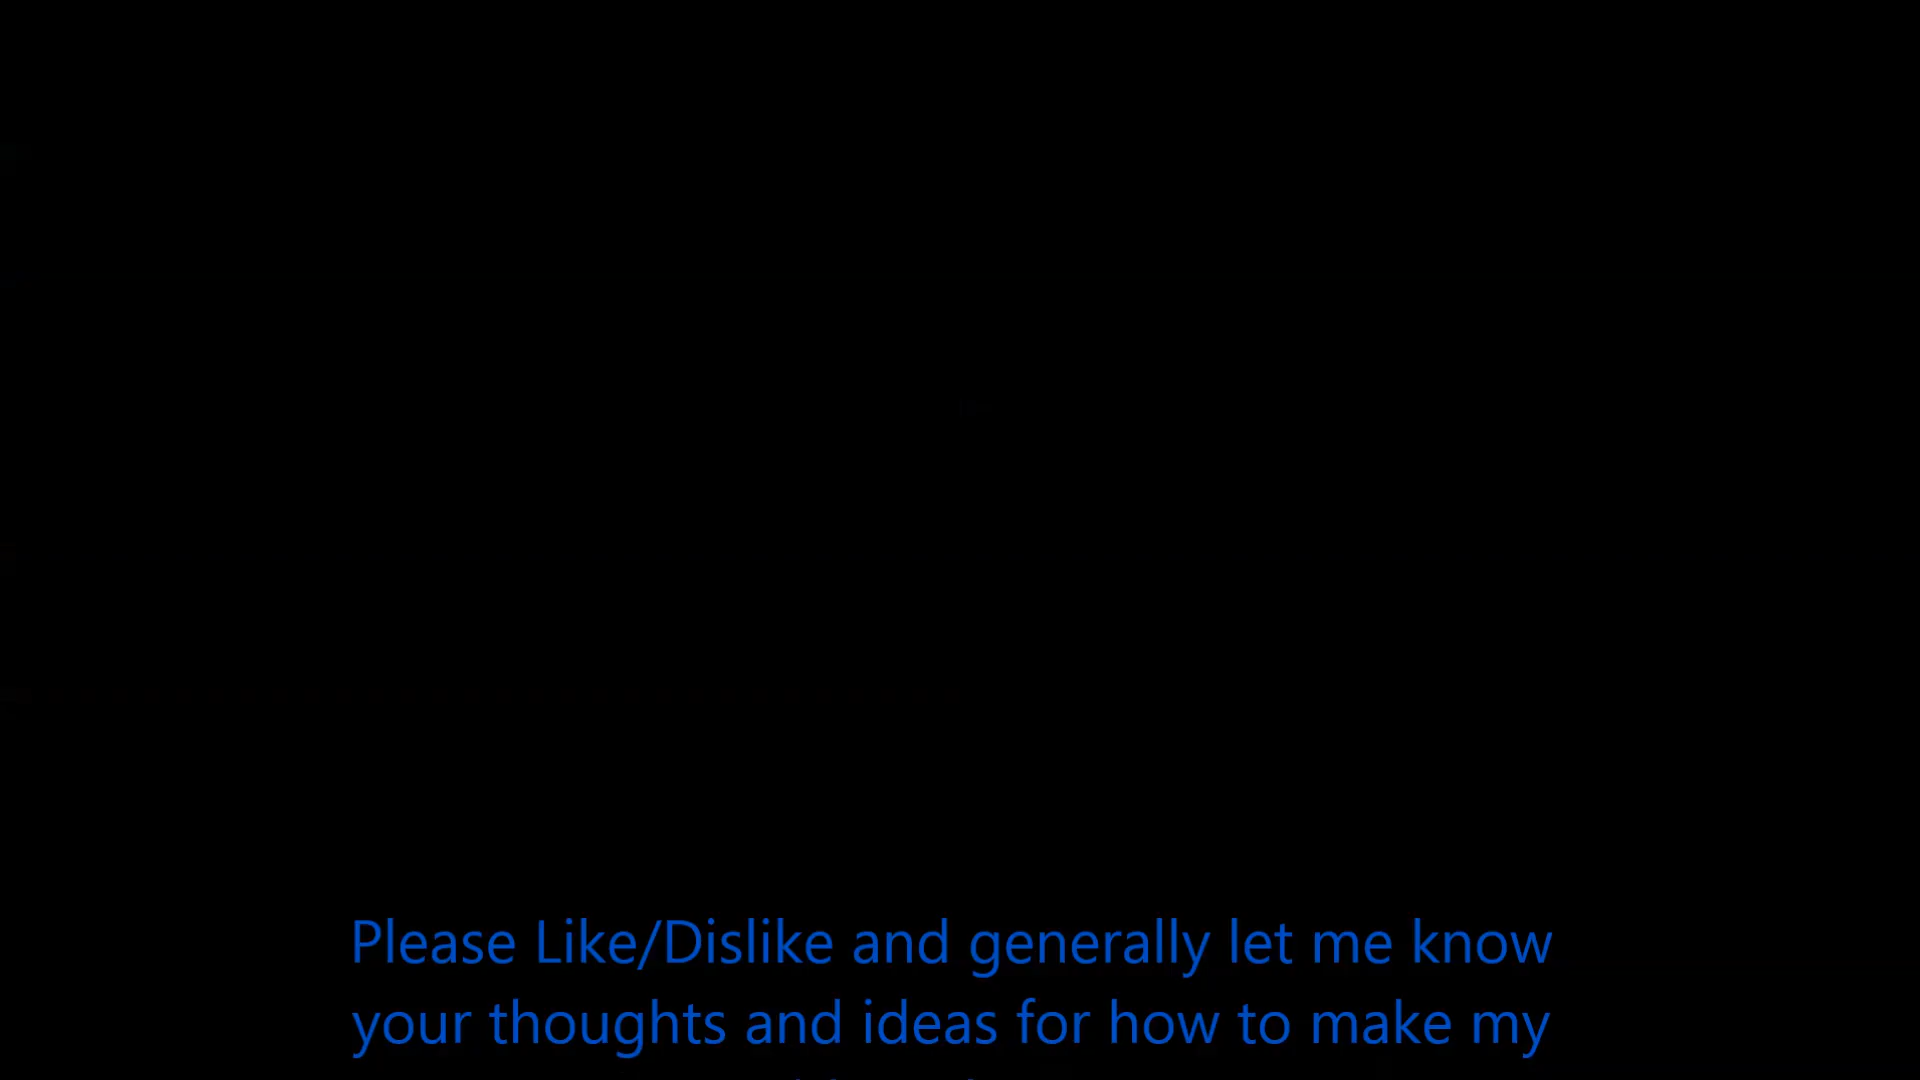 Please Like/Dislike and generally let me know
your thoughts and ideas for how to make my